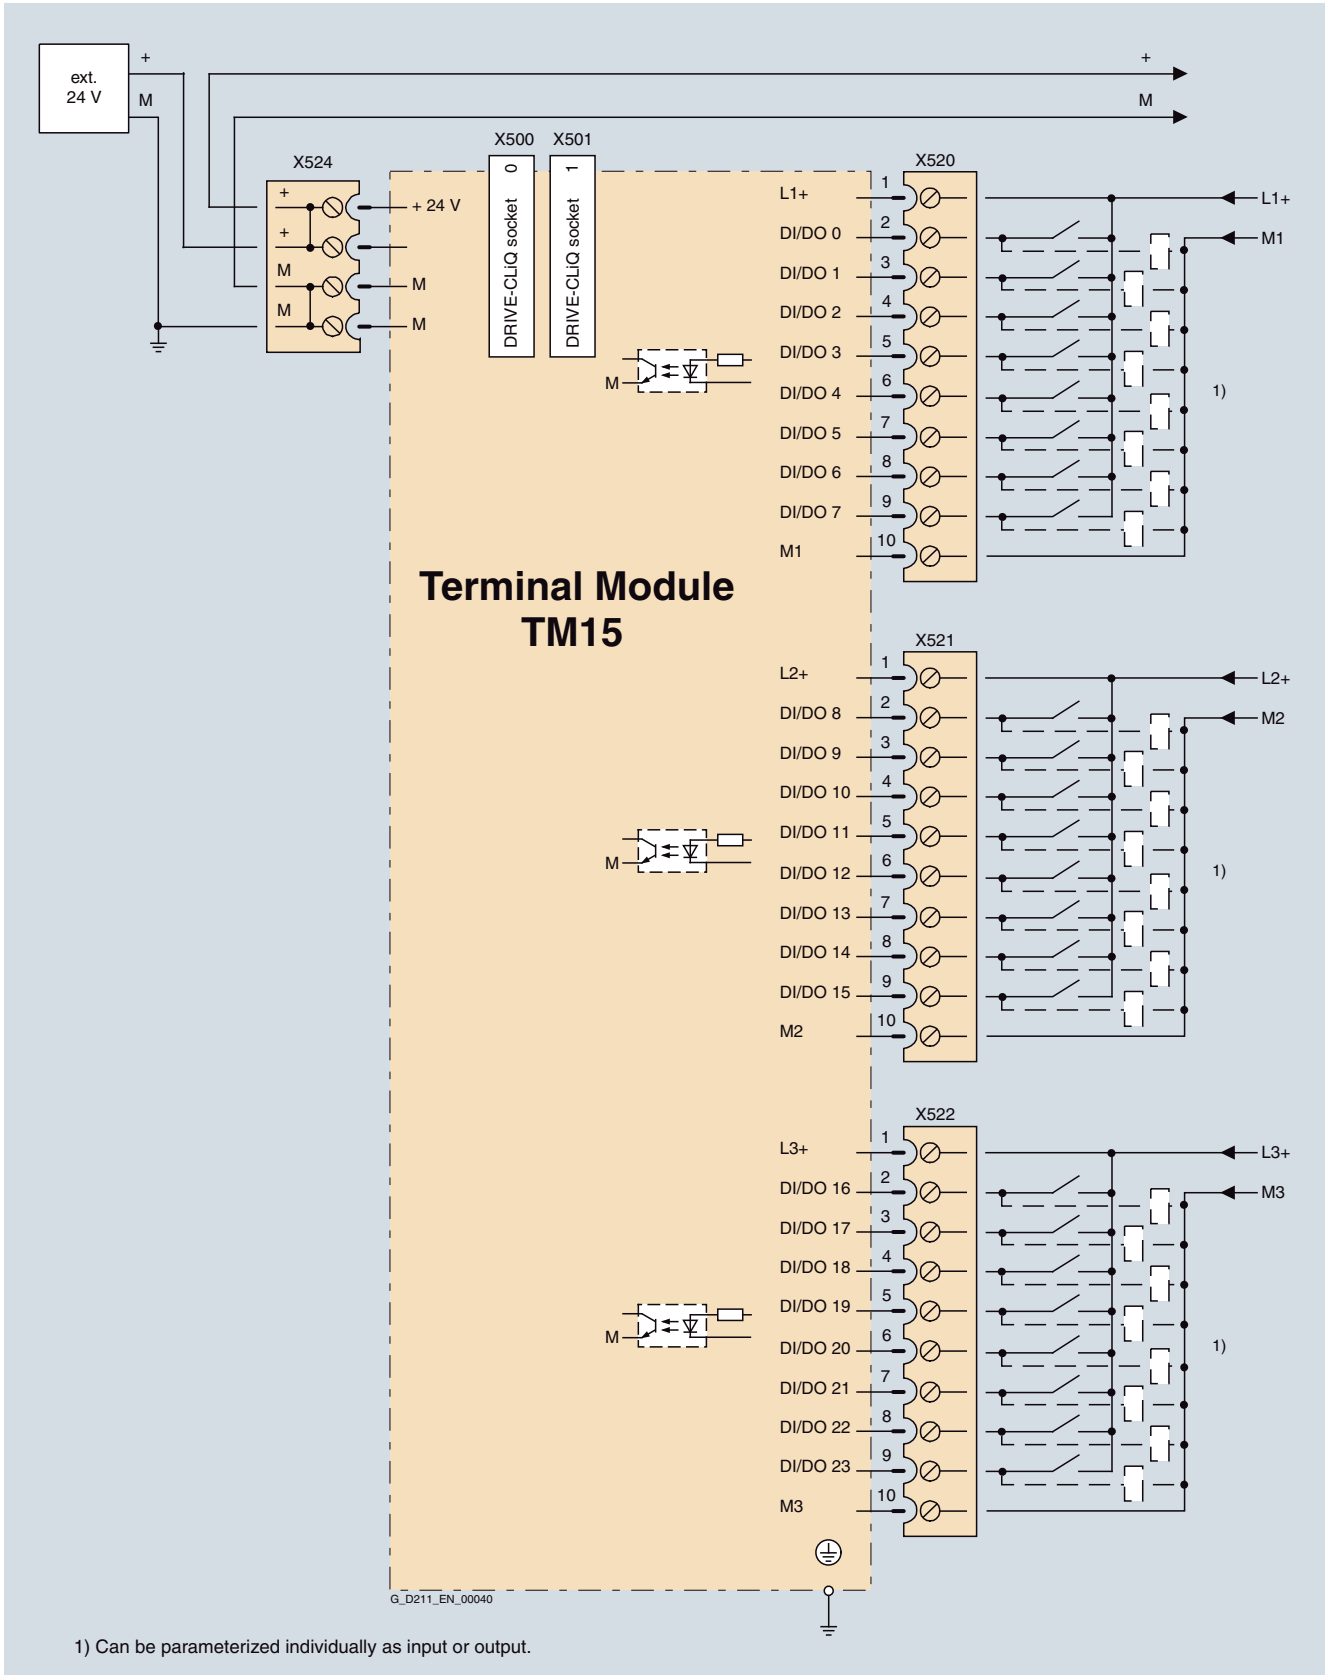 ext.
24 V
+
M
+
M
X524
+
+
M
M
+ 24 V
M
M
X500
X501
DRIVE-CLiQ socket 0
DRIVE-CLiQ socket 1
Terminal Module
TM15
M
M
M
X520
L1+ 1
DI/DO 0 2
DI/DO 1 3
DI/DO 2 4
DI/DO 3 5
DI/DO 4 6
DI/DO 5 7
DI/DO 6 8
DI/DO 7 9
M1 10
L1+
M1
1)
X521
L2+ 1
DI/DO 8 2
DI/DO 9 3
DI/DO 10 4
DI/DO 11 5
DI/DO 12 6
DI/DO 13 7
DI/DO 14 8
DI/DO 15 9
M2 10
L2+
M2
1)
X522
L3+ 1
DI/DO 16 2
DI/DO 17 3
DI/DO 18 4
DI/DO 19 5
DI/DO 20 6
DI/DO 21 7
DI/DO 22 8
DI/DO 23 9
M3 10
L3+
M3
1)
G_D211_EN_00040
1) Can be parameterized individually as input or output.